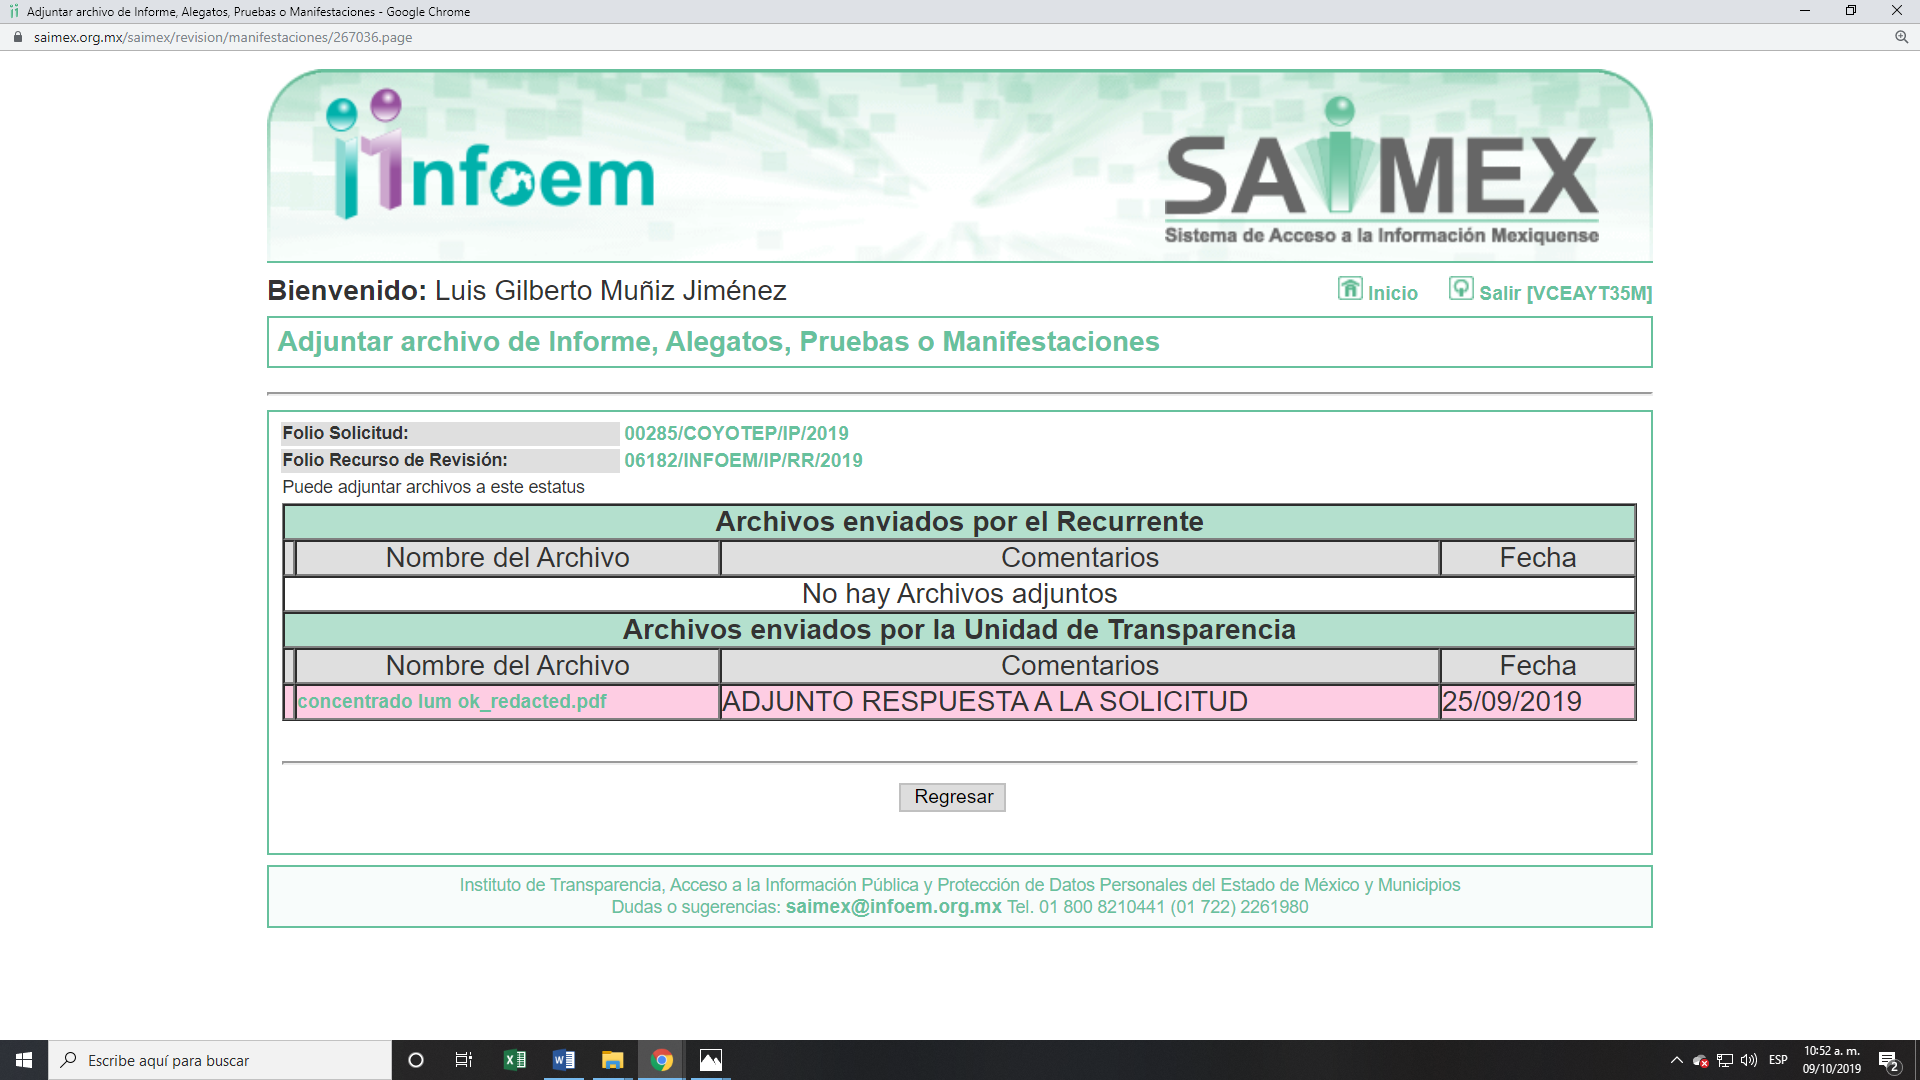 Adjuntar archivo de Informe, Alegatos, Pruebas o Manifestaciones - Google Chrome
saimex.org.mx/saimex/revision/manifestaciones/267036.page
infoem
SAIMEX
Sistema de Acceso a la Información Mexiquense
Bienvenido: Luis Gilberto Muñiz Jiménez
Inicio Salir [VCEAYT35M]
Adjuntar archivo de Informe, Alegatos, Pruebas o Manifestaciones
Folio Solicitud: 00285/COYOTEP/IP/2019
Folio Recurso de Revisión: 06182/INFOEM/IP/RR/2019
Puede adjuntar archivos a este estatus
Archivos enviados por el Recurrente
Nombre del Archivo Comentarios Fecha
No hay Archivos adjuntos
Archivos enviados por la Unidad de Transparencia
Nombre del Archivo Comentarios Fecha
concentrado lum ok_redacted.pdf ADJUNTO RESPUESTA A LA SOLICITUD 25/09/2019
Regresar
Instituto de Transparencia, Acceso a la Información Pública y Protección de Datos Personales del Estado de México y Municipios
Dudas o sugerencias: saimex@infoem.org.mx Tel. 01 800 8210441 (01 722) 2261980
Escribe aquí para buscar
ESP
10:52 a. m.
09/10/2019
2